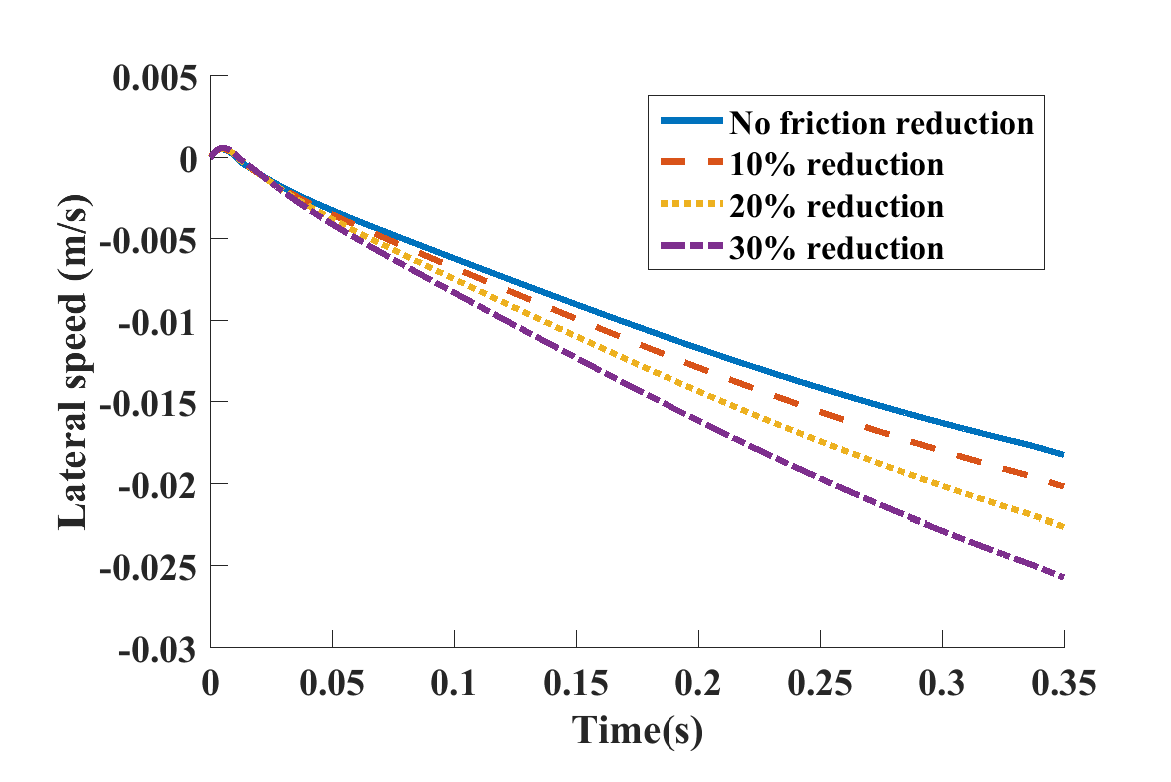 0.005
0
-0.005
-0.01
-0.015
-0.02
-0.025
-0.03
Lateral speed (m/s)
No friction reduction
10% reduction
20% reduction
30% reduction
0 0.05 0.1 0.15 0.2 0.25 0.3 0.35
Time(s)